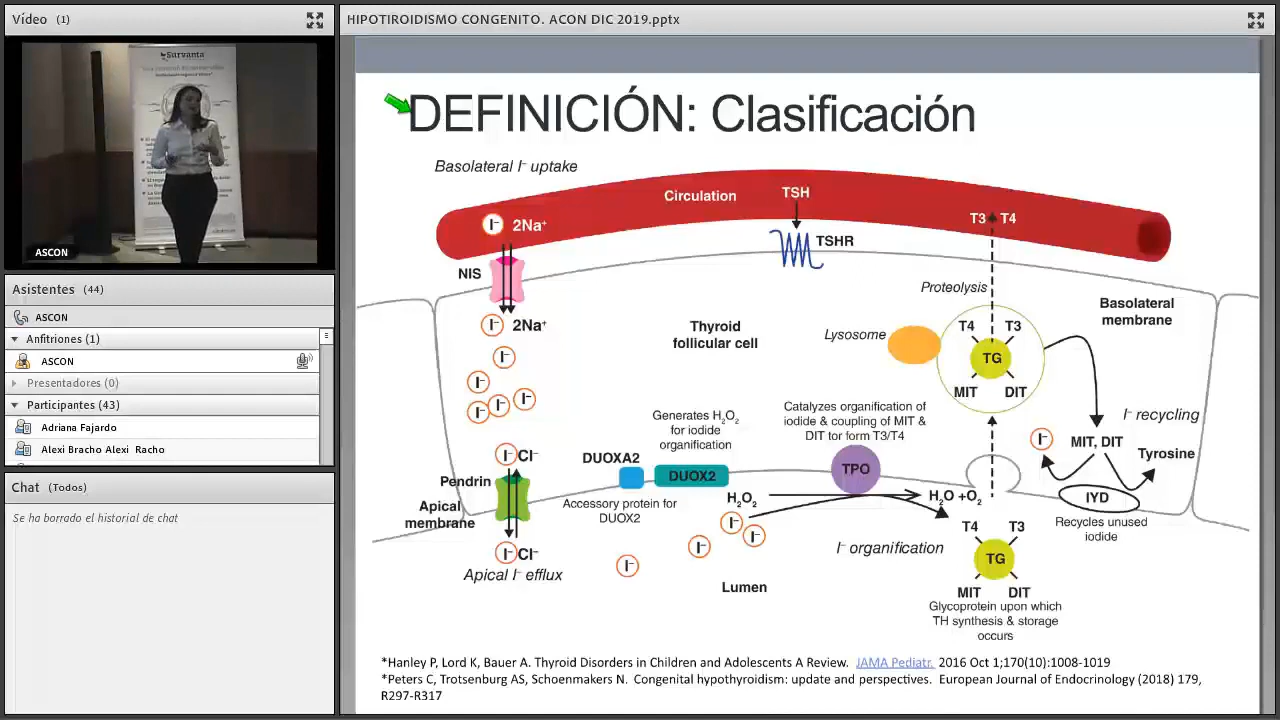 Vídeo (1)
Survanta
ASCON
Asistentes (44)
ASCON
Anfitriones (1)
ASCON
Presentadores (0)
Participantes (43)
Adriana Fajardo
Alexi Bracho Alexi Racho
Chat (Todos)
Se ha borrado el historial de chat
HIPOTIROIDISMO CONGENITO. ACON DIC 2019.pptx
DEFINICIÓN: Clasificación
Basolateral I⁻ uptake
Circulation
TSH
I⁻ 2Na⁺
T3 T4
TSHR
NIS
Proteolysis
Basolateral
membrane
I⁻ 2Na⁺
Thyroid
follicular cell
Lysosome
T4 T3
TG
MIT DIT
I⁻
I⁻
I⁻
I⁻
I⁻
Generates H₂O₂
for iodide
organification
Catalyzes organification of
iodide & coupling of MIT &
DIT tor form T3/T4
I⁻ recycling
I⁻
MIT, DIT
Tyrosine
I⁻ Cl⁻
DUOXA2
DUOX2
TPO
Pendrin
Apical
membrane
Accessory protein for
DUOX2
H₂O₂
H₂O +O₂
IYD
Recycles unused
iodide
I⁻
I⁻
I⁻
I⁻
I⁻ Cl⁻
Apical I⁻ efflux
I⁻ organification
Lumen
T4 T3
TG
MIT DIT
Glycoprotein upon which
TH synthesis & storage
occurs
*Hanley P, Lord K, Bauer A. Thyroid Disorders in Children and Adolescents A Review. JAMA Pediatr. 2016 Oct 1;170(10):1008-1019
*Peters C, Trotsenburg AS, Schoenmakers N. Congenital hypothyroidism: update and perspectives. European Journal of Endocrinology (2018) 179,
R297-R317